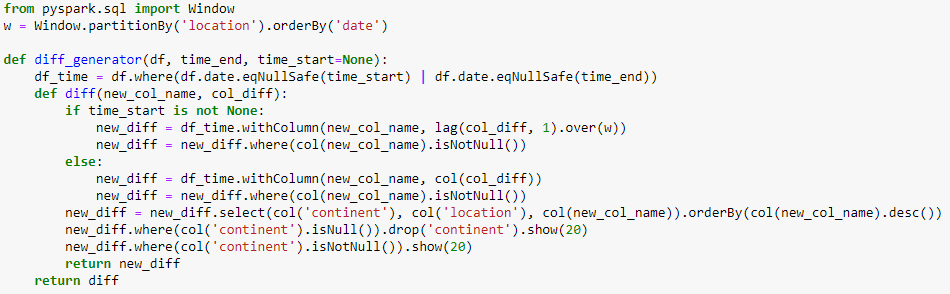 from pyspark.sql import Window
w = Window.partitionBy('location').orderBy('date')

def diff_generator(df, time_end, time_start=None):
    df_time = df.where(df.date.eqNullSafe(time_start) | df.date.eqNullSafe(time_end))
    def diff(new_col_name, col_diff):
        if time_start is not None:
            new_diff = df_time.withColumn(new_col_name, lag(col_diff, 1).over(w))
            new_diff = new_diff.where(col(new_col_name).isNotNull())
        else:
            new_diff = df_time.withColumn(new_col_name, col(col_diff))
            new_diff = new_diff.where(col(new_col_name).isNotNull())
        new_diff = new_diff.select(col('continent'), col('location'), col(new_col_name)).orderBy(col(new_col_name).desc())
        new_diff.where(col('continent').isNull()).drop('continent').show(20)
        new_diff.where(col('continent').isNotNull()).show(20)
        return new_diff
    return diff